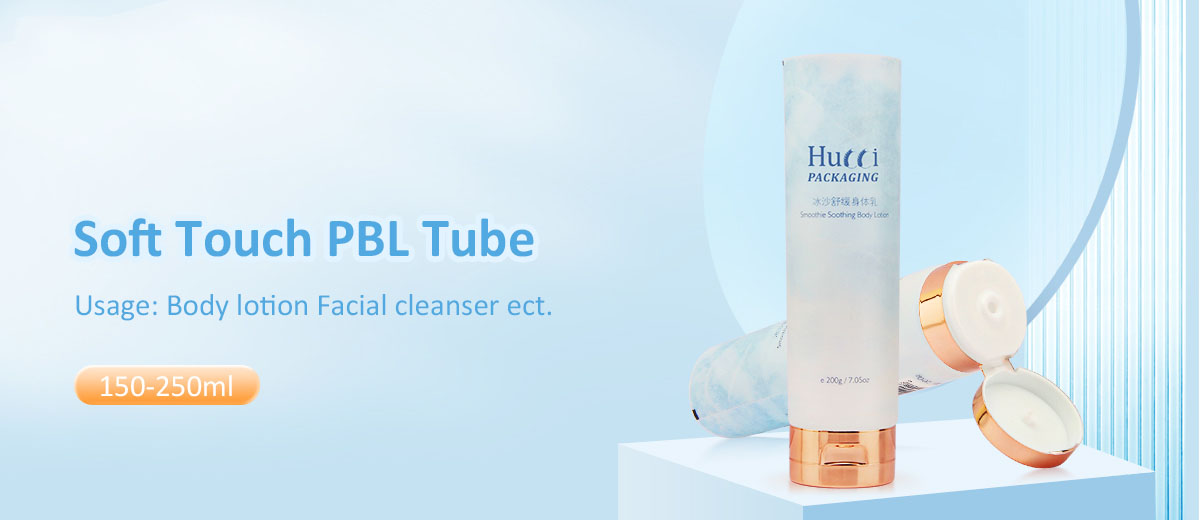 Soft Touch PBL Tube
Usage: Body lotion Facial cleanser ect.
150-250ml
Hucci
PACKAGING
冰沙舒缓身体乳
Smoothie Soothing Body Lotion
e 200g / 7.05oz